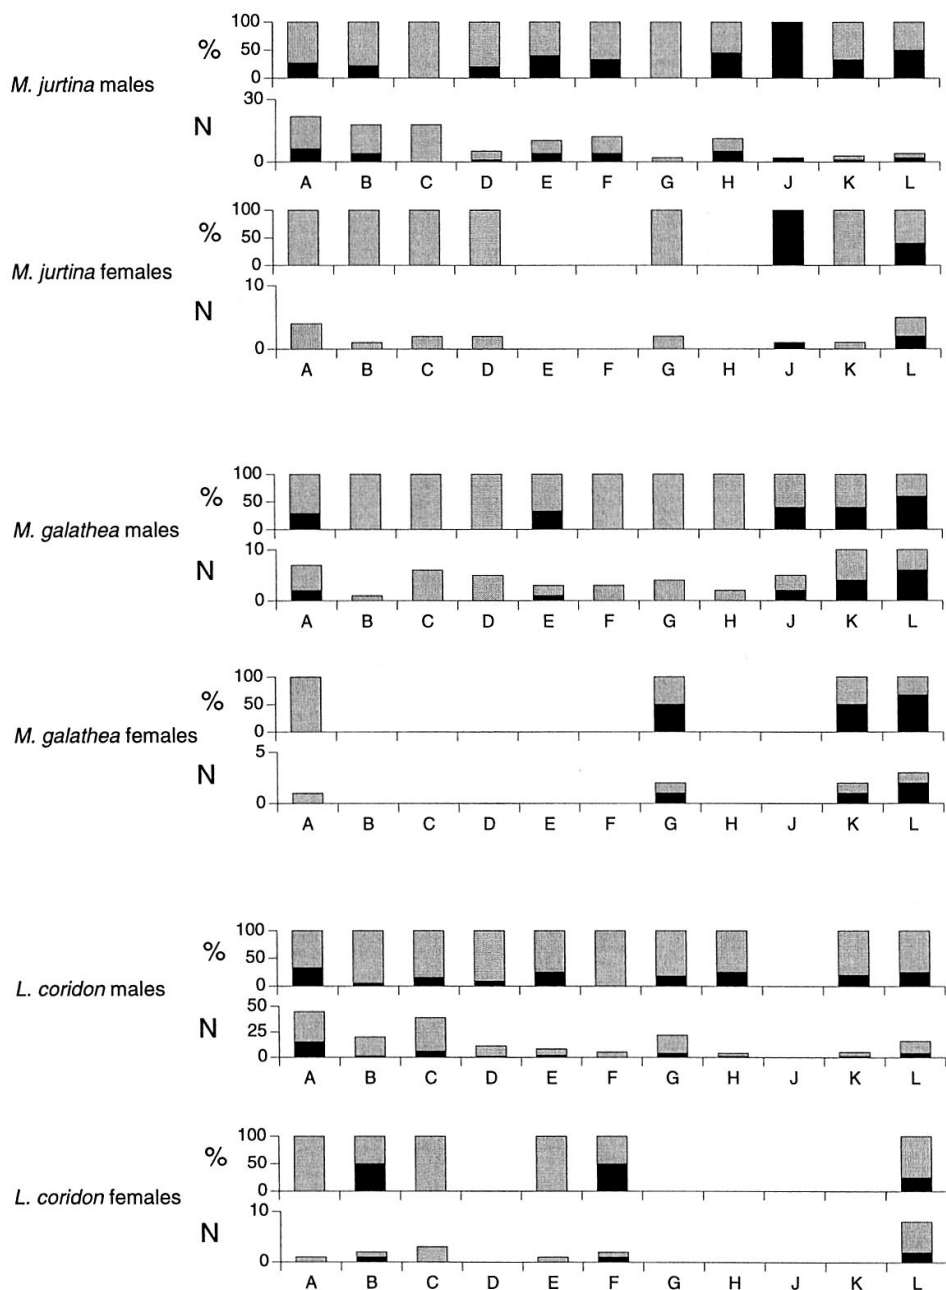 100
%
50
M. jurtina males
0
30
N
0
A B C D E F G H J K L
100
%
50
M. jurtina females
0
10
N
0
A B C D E F G H J K L
100
%
50
M. galathea males
0
10
N
0
A B C D E F G H J K L
100
%
50
M. galathea females
0
5
N
0
A B C D E F G H J K L
100
%
50
L. coridon males
0
50
N
25
0
A B C D E F G H J K L
100
%
50
L. coridon females
0
10
N
0
A B C D E F G H J K L